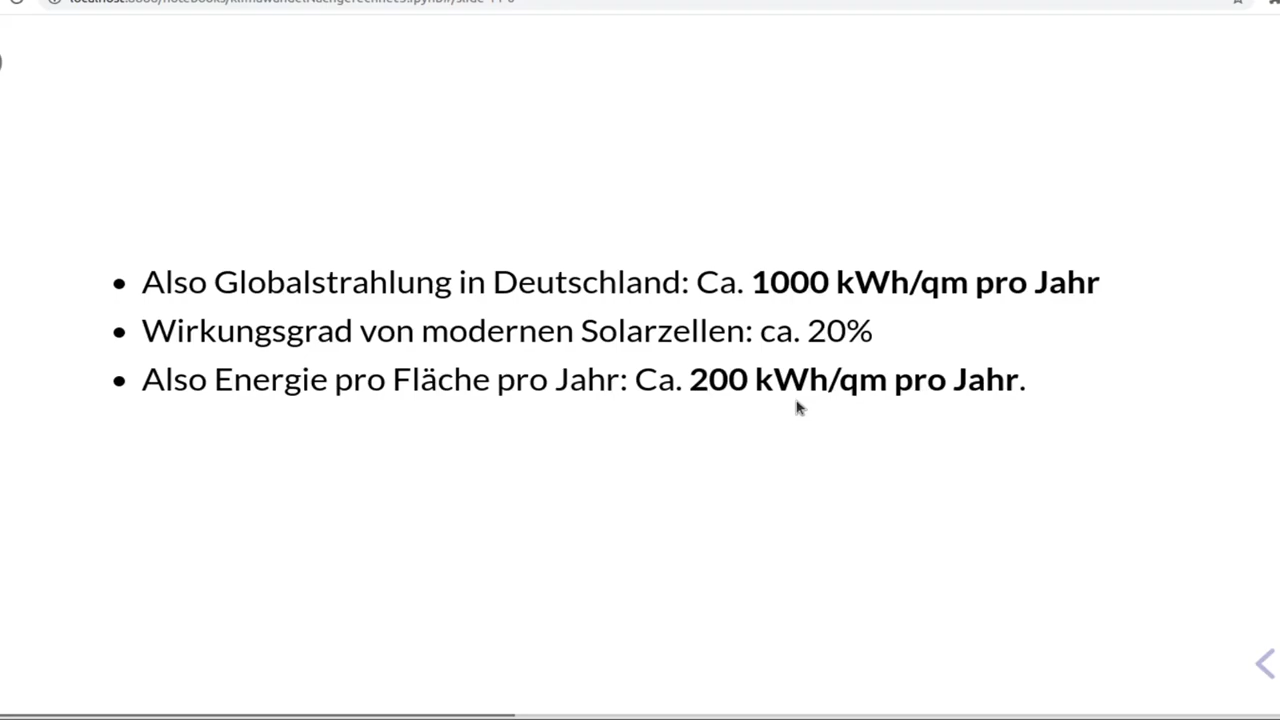 Also Globalstrahlung in Deutschland: Ca. 1000 kWh/qm pro Jahr
Wirkungsgrad von modernen Solarzellen: ca. 20%
Also Energie pro Fläche pro Jahr: Ca. 200 kWh/qm pro Jahr.